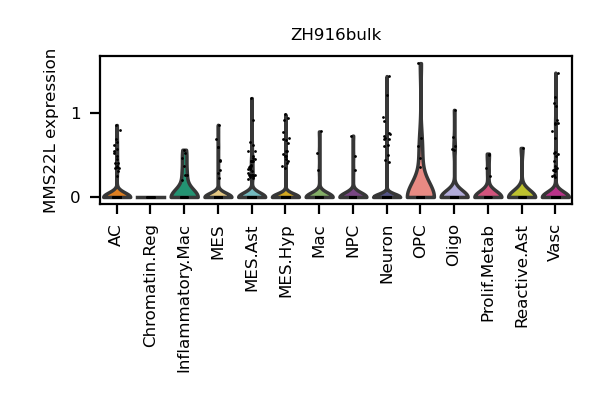 ZH916bulk
MMS22L expression
1
0
AC
Chromatin.Reg
Inflammatory.Mac
MES
MES.Ast
MES.Hyp
Mac
NPC
Neuron
OPC
Oligo
Prolif.Metab
Reactive.Ast
Vasc